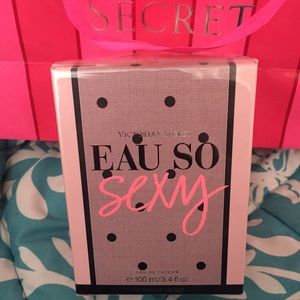 SECRET
VICTORIA'S SECRET
EAU SO
sexy
EAU DE PARFUM
e 100 ml/3.4 fl oz